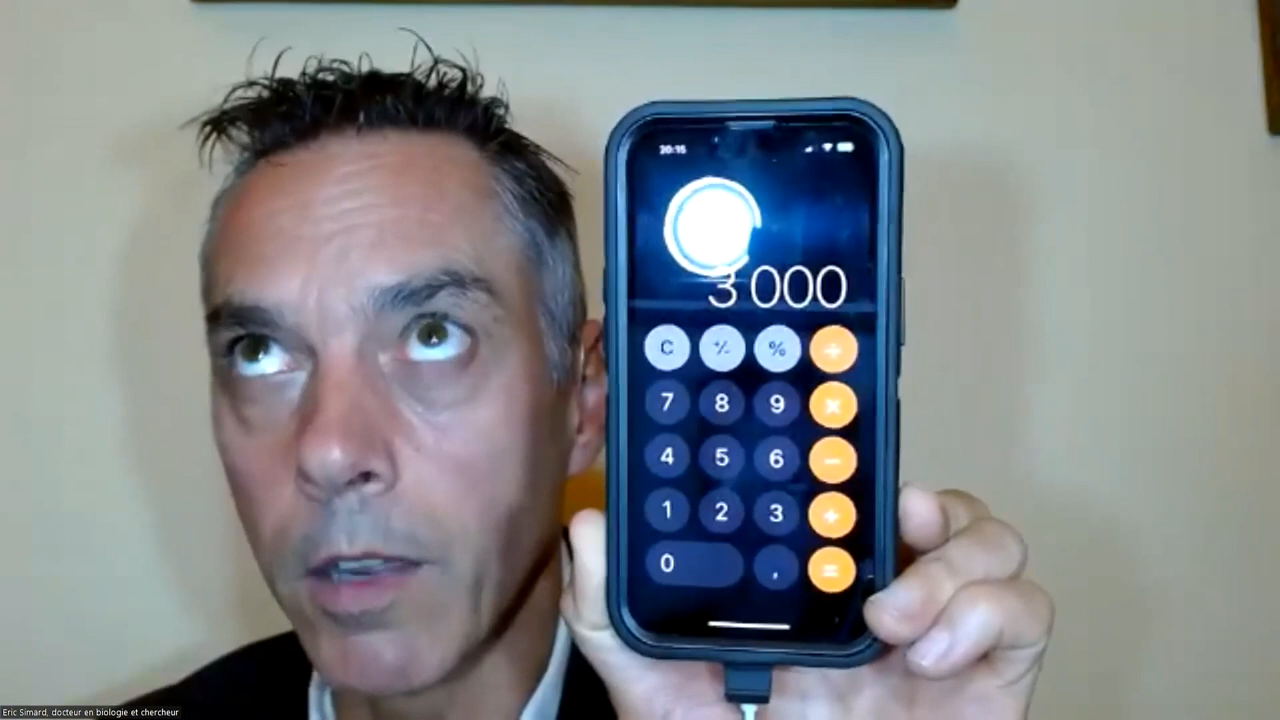 20:15
3 000
C +/- % ÷
7 8 9 ×
4 5 6 −
1 2 3 +
0 , =
Eric Simard, docteur en biologie et chercheur